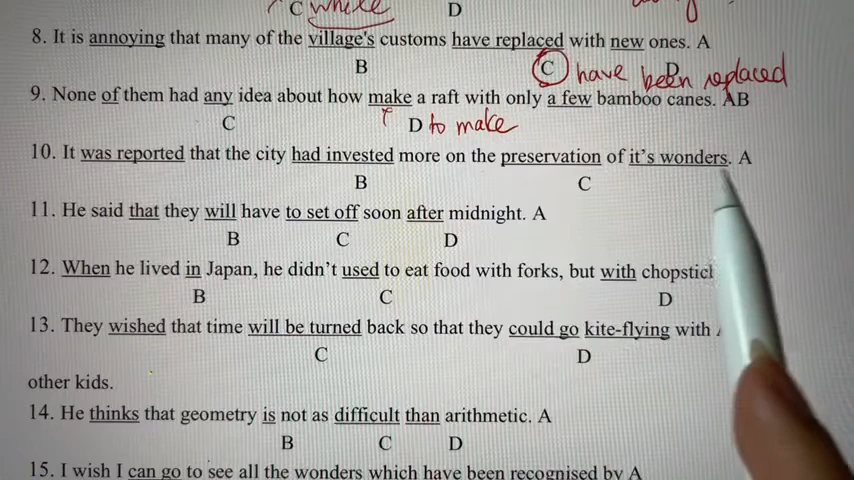 C while D
8. It is annoying that many of the village's customs have replaced with new ones. A
B C D
have been replaced
9. None of them had any idea about how make a raft with only a few bamboo canes. AB
C D to make
10. It was reported that the city had invested more on the preservation of it's wonders. A
B C
11. He said that they will have to set off soon after midnight. A
B C D
12. When he lived in Japan, he didn't used to eat food with forks, but with
B C D
13. They wished that time will be turned back so that they could go kite-flying with
C D
other kids.
14. He thinks that geometry is not as difficult than arithmetic. A
B C D
15. I wish I can go to see all the wonders which have been recognised by A